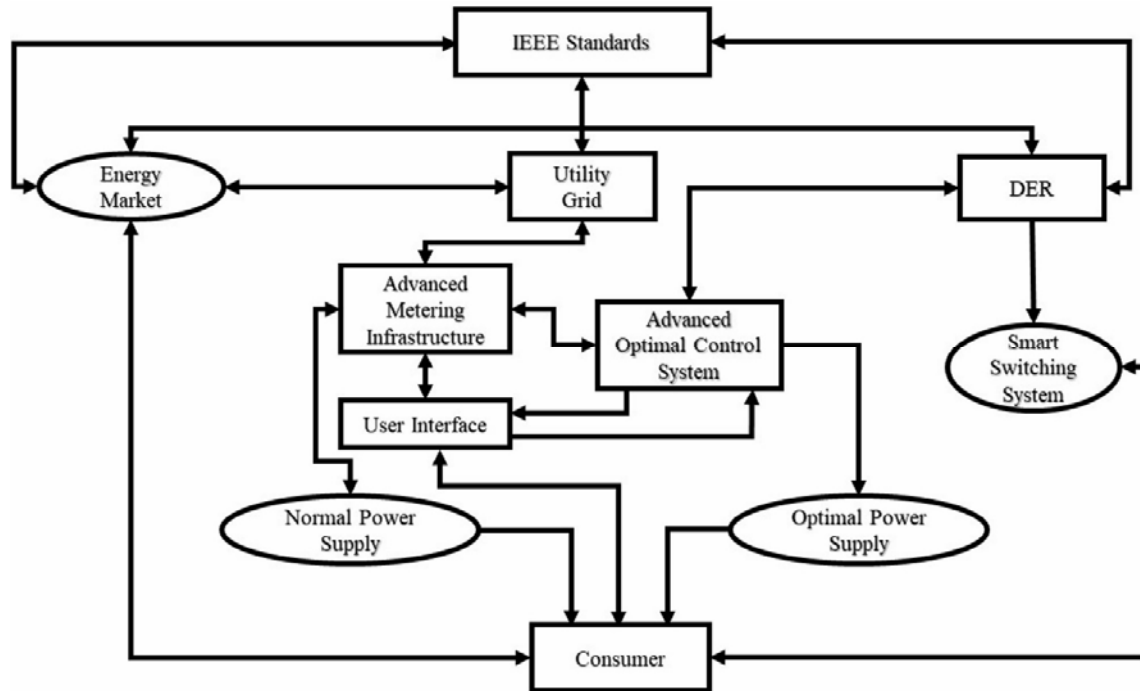 IEEE Standards
Energy
Market
Utility
Grid
DER
Advanced
Metering
Infrastructure
Advanced
Optimal Control
System
Smart
Switching
System
User Interface
Normal Power
Supply
Optimal Power
Supply
Consumer